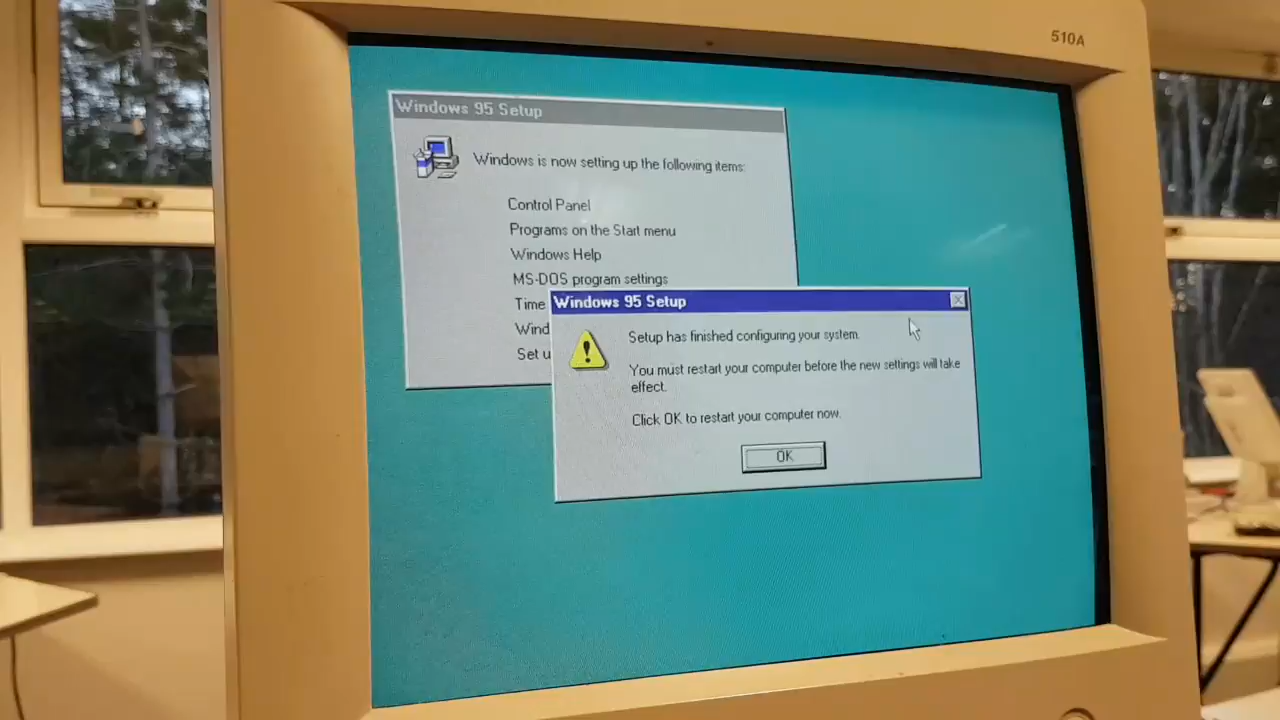 510A
Windows 95 Setup
Windows is now setting up the following items:
Control Panel
Programs on the Start menu
Windows Help
MS-DOS program settings
Time
Wind
Set u
Windows 95 Setup
Setup has finished configuring your system.
You must restart your computer before the new settings will take
effect.
Click OK to restart your computer now.
OK